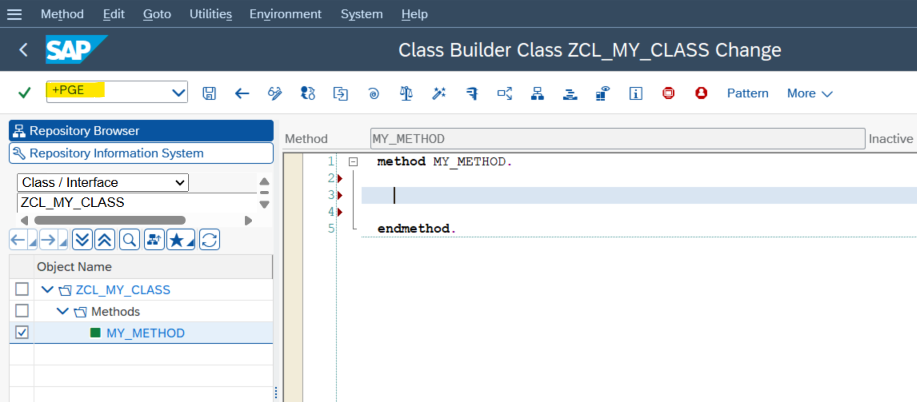 Method Edit Goto Utilities Environment System Help
SAP Class Builder Class ZCL_MY_CLASS Change
+PGE Pattern More
Repository Browser
Repository Information System
Method MY_METHOD Inactive
Class / Interface
ZCL_MY_CLASS
Object Name
ZCL_MY_CLASS
Methods
MY_METHOD
1 method MY_METHOD.
2
3
4
5 endmethod.